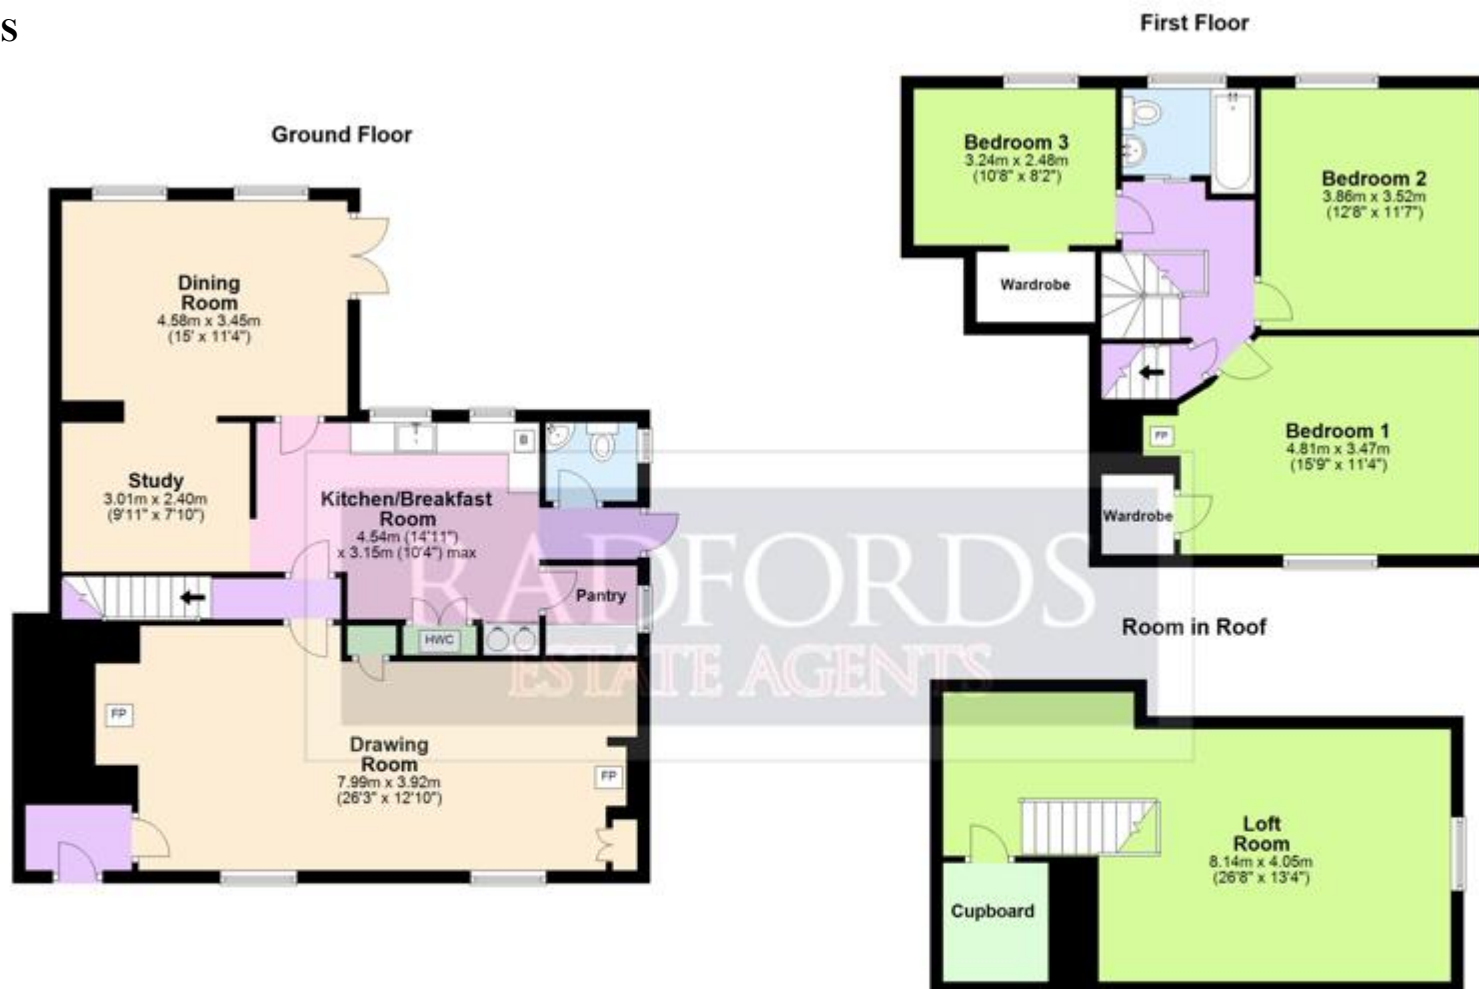 S
Ground Floor
Dining
Room
4.58m x 3.45m
(15' x 11'4")
Study
3.01m x 2.40m
(9'11" x 7'10")
Kitchen/Breakfast
Room
4.54m (14'11")
x 3.15m (10'4") max
B
Pantry
HWC
FP
Drawing
Room
7.99m x 3.92m
(26'3" x 12'10")
FP
RADFORDS
ESTATE AGENTS
First Floor
Bedroom 3
3.24m x 2.48m
(10'8" x 8'2")
Wardrobe
Bedroom 2
3.86m x 3.52m
(12'8" x 11'7")
FP
Bedroom 1
4.81m x 3.47m
(15'9" x 11'4")
Wardrobe
Room in Roof
Loft
Room
8.14m x 4.05m
(26'8" x 13'4")
Cupboard